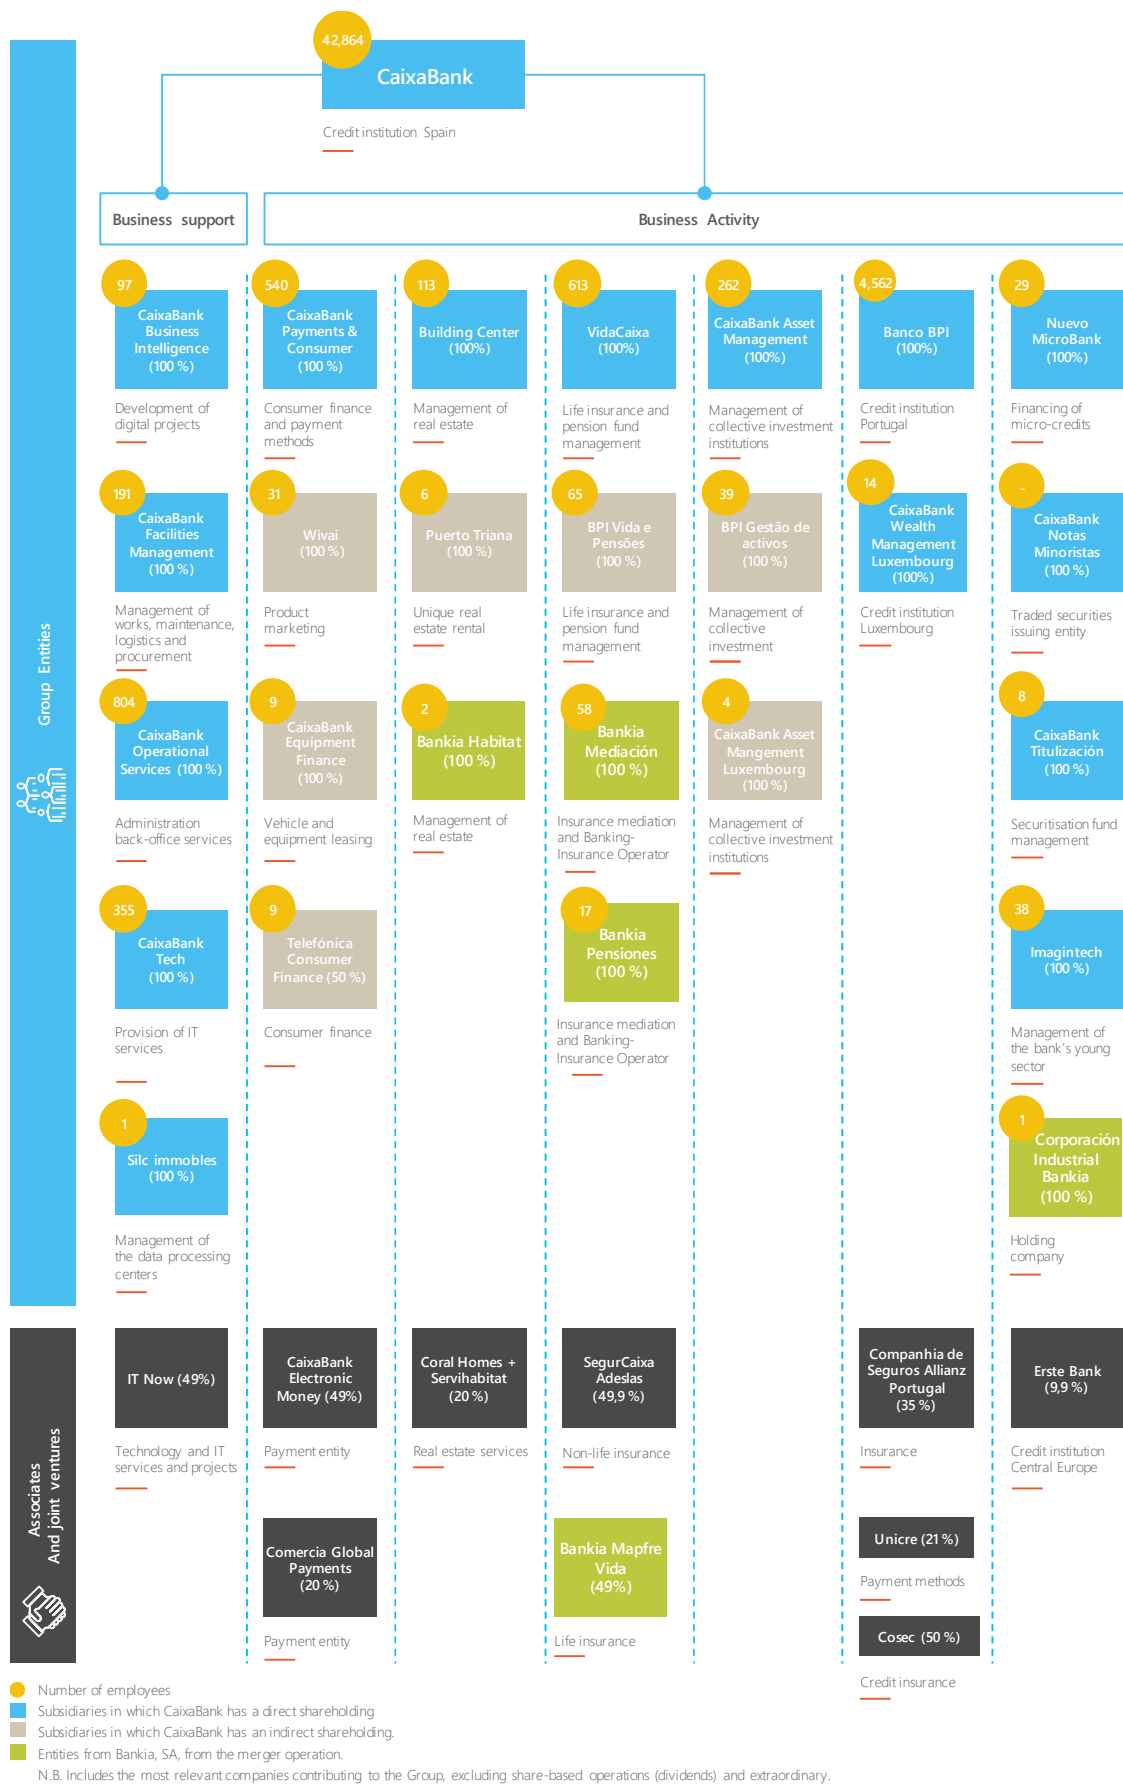 42,864
CaixaBank
Credit institution Spain
Business support
Business Activity
97
CaixaBank
Business
Intelligence
(100 %)
Development of
digital projects
540
CaixaBank
Payments &
Consumer
(100 %)
Consumer finance
and payment
methods
113
Building Center
(100%)
Management of
real estate
613
VidaCaixa
(100%)
Life insurance and
pension fund
management
262
CaixaBank Asset
Management
(100%)
Management of
collective investment
institutions
4,562
Banco BPI
(100%)
Credit institution
Portugal
29
Nuevo
MicroBank
(100%)
Financing of
micro-credits
191
CaixaBank
Facilities
Management
(100 %)
Management of
works, maintenance,
logistics and
procurement
31
Wivai
(100 %)
Product
marketing
6
Puerto Triana
(100 %)
Unique real
estate rental
65
BPI Vida e
Pensões
(100 %)
Life insurance and
pension fund
management
39
BPI Gestão de
activos
(100 %)
Management of
collective
investment
14
CaixaBank
Wealth
Management
Luxembourg
(100%)
Credit institution
Luxembourg
-
CaixaBank
Notas
Minoristas
(100 %)
Traded securities
issuing entity
804
CaixaBank
Operational
Services (100 %)
Administration
back-office services
9
CaixaBank
Equipment
Finance
(100 %)
Vehicle and
equipment leasing
2
Bankia Habitat
(100 %)
Management of
real estate
58
Bankia
Mediación
(100 %)
Insurance mediation
and Banking-
Insurance Operator
4
CaixaBank Asset
Mangement
Luxembourg
(100 %)
Management of
collective investment
institutions
8
CaixaBank
Titulización
(100 %)
Securitisation fund
management
355
CaixaBank
Tech
(100 %)
Provision of IT
services
9
Telefónica
Consumer
Finance (50 %)
Consumer finance
17
Bankia
Pensiones
(100 %)
Insurance mediation
and Banking-
Insurance Operator
38
Imagintech
(100 %)
Management of
the bank's young
sector
1
Silc immobles
(100 %)
Management of
the data processing
centers
1
Corporación
Industrial
Bankia
(100 %)
Holding
company
Group Entities
IT Now (49%)
Technology and IT
services and projects
CaixaBank
Electronic
Money (49%)
Payment entity
Coral Homes +
Servihabitat
(20 %)
Real estate services
SegurCaixa
Adeslas
(49,9 %)
Non-life insurance
Companhia de
Seguros Allianz
Portugal
(35 %)
Insurance
Erste Bank
(9,9 %)
Credit institution
Central Europe
Comercia Global
Payments
(20 %)
Payment entity
Bankia Mapfre
Vida
(49%)
Life insurance
Unicre (21 %)
Payment methods
Cosec (50 %)
Credit insurance
Associates
And joint ventures
Number of employees
Subsidiaries in which CaixaBank has a direct shareholding
Subsidiaries in which CaixaBank has an indirect shareholding.
Entities from Bankia, SA, from the merger operation.
N.B. Includes the most relevant companies contributing to the Group, excluding share-based operations (dividends) and extraordinary.